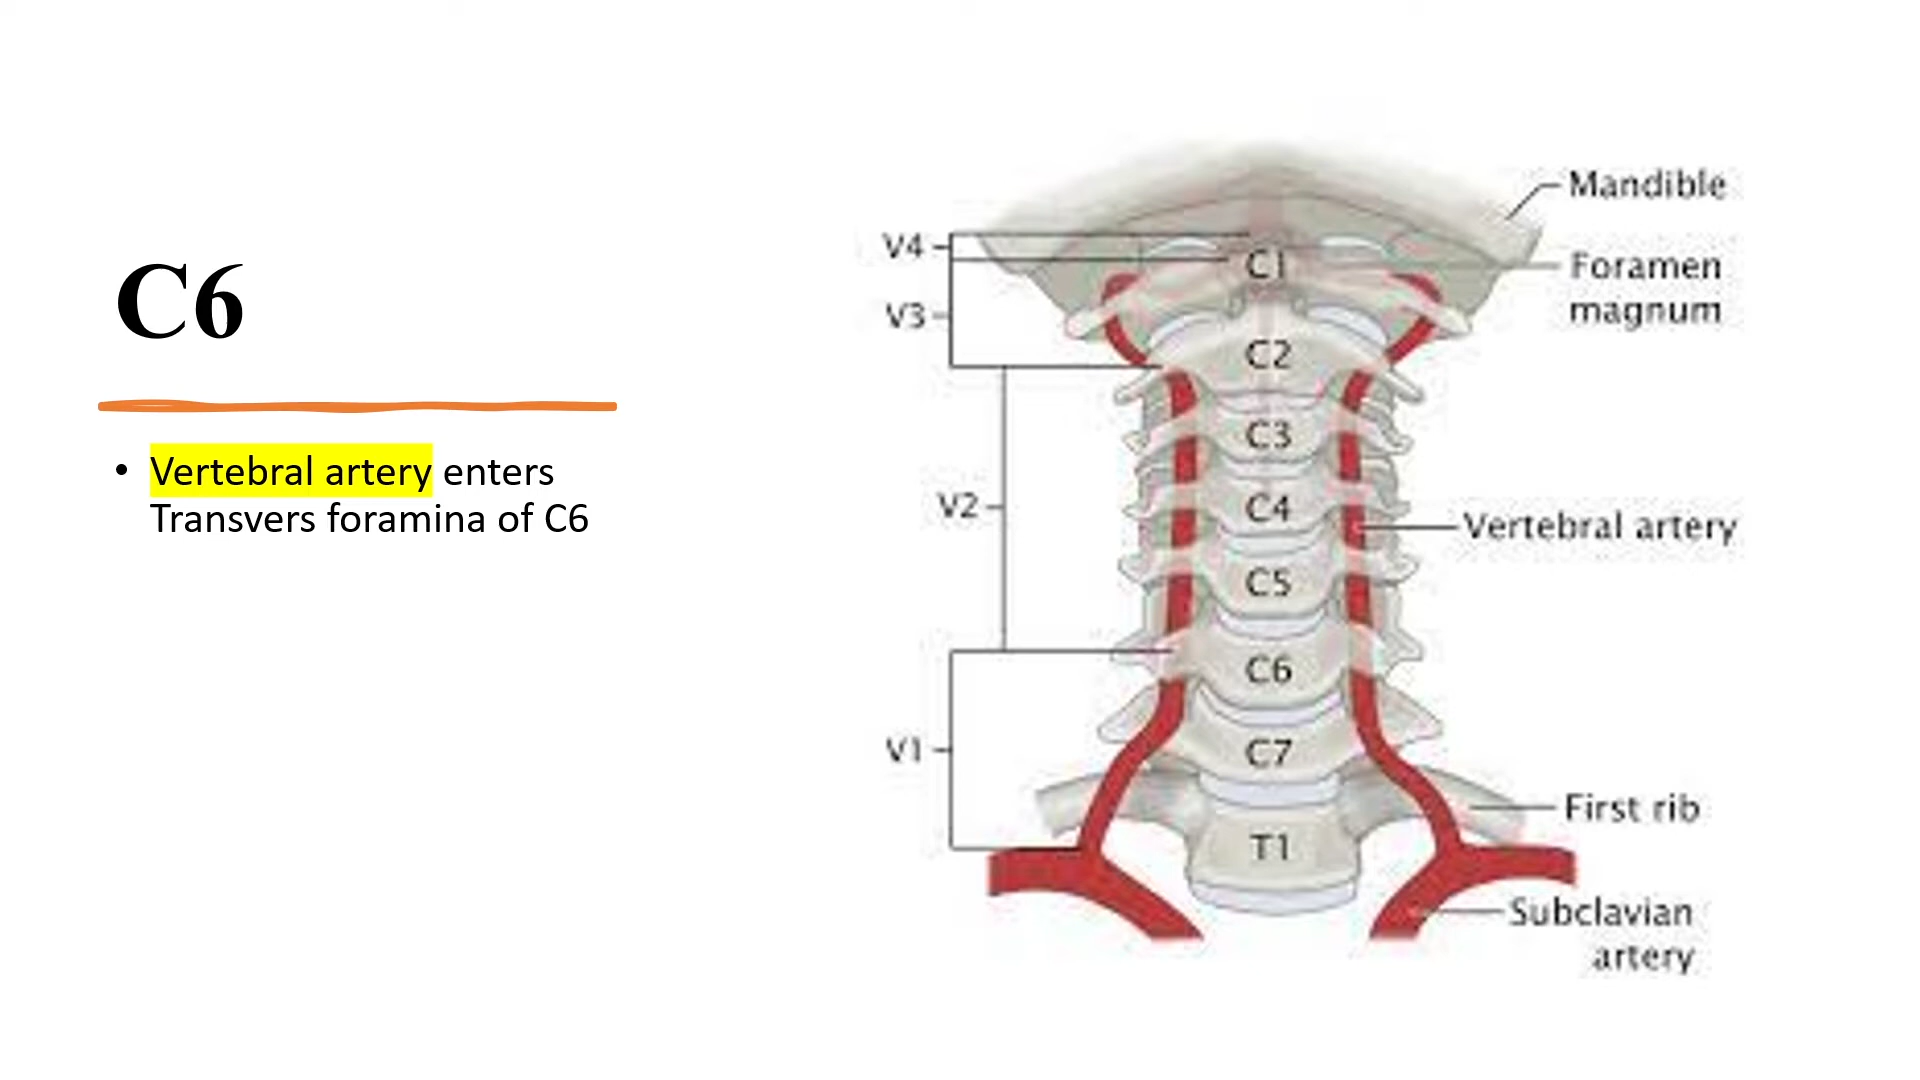 C6
• Vertebral artery enters
Transvers foramina of C6
Mandible
V4
C1
Foramen
magnum
V3
C2
C3
V2
C4
Vertebral artery
C5
C6
V1
C7
First rib
T1
Subclavian
artery